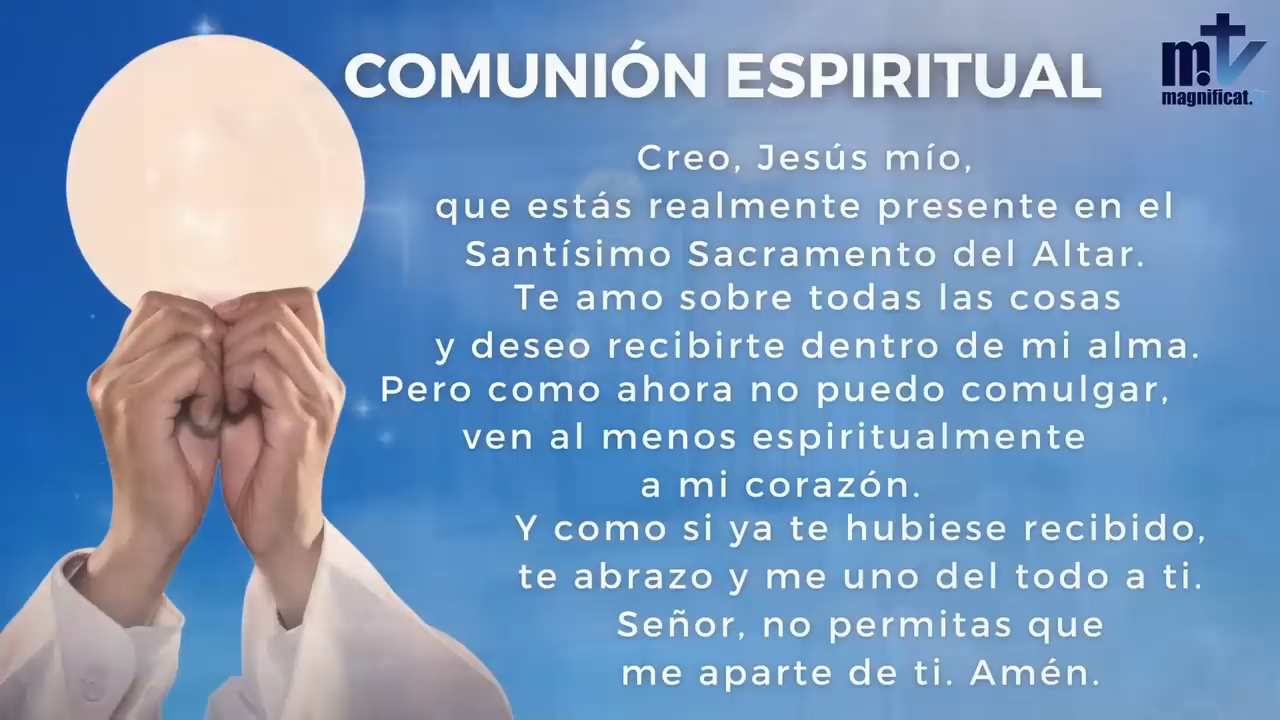 COMUNIÓN ESPIRITUAL
mtv
magnificat.
Creo, Jesús mío,
que estás realmente presente en el
Santísimo Sacramento del Altar.
Te amo sobre todas las cosas
y deseo recibirte dentro de mi alma.
Pero como ahora no puedo comulgar,
ven al menos espiritualmente
a mi corazón.
Y como si ya te hubiese recibido,
te abrazo y me uno del todo a ti.
Señor, no permitas que
me aparte de ti. Amén.